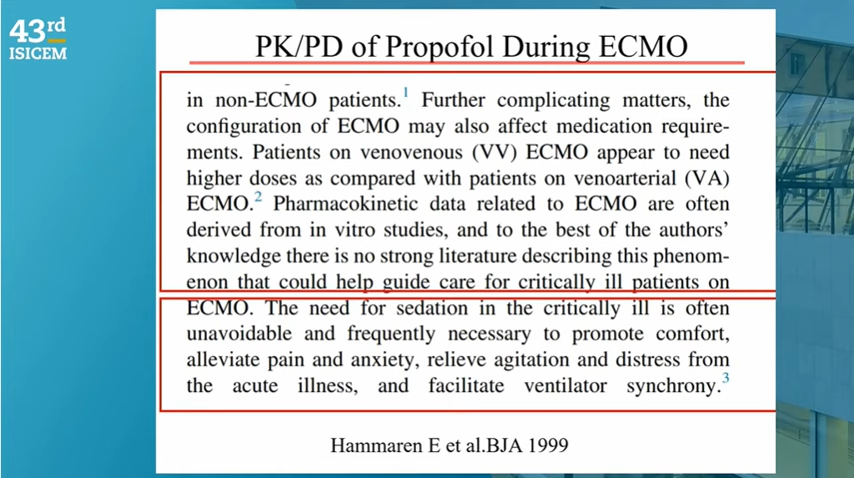 43rd
ISICEM
PK/PD of Propofol During ECMO
in non-ECMO patients.1 Further complicating matters, the
configuration of ECMO may also affect medication require-
ments. Patients on venovenous (VV) ECMO appear to need
higher doses as compared with patients on venoarterial (VA)
ECMO.2 Pharmacokinetic data related to ECMO are often
derived from in vitro studies, and to the best of the authors'
knowledge there is no strong literature describing this phenom-
enon that could help guide care for critically ill patients on
ECMO. The need for sedation in the critically ill is often
unavoidable and frequently necessary to promote comfort,
alleviate pain and anxiety, relieve agitation and distress from
the acute illness, and facilitate ventilator synchrony.3
Hammaren E et al.BJA 1999